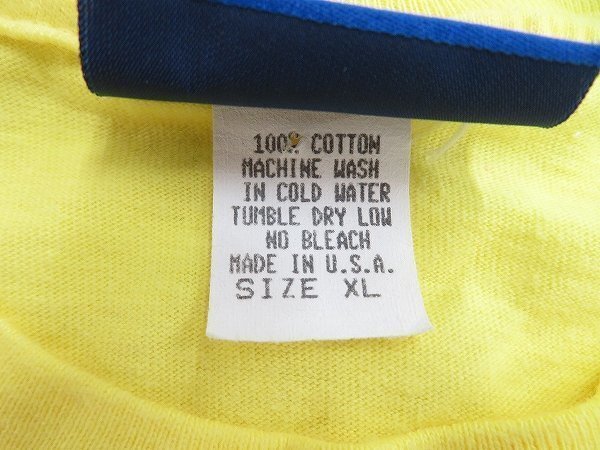 100% COTTON
MACHINE WASH
IN COLD WATER
TUMBLE DRY LOW
NO BLEACH
MADE IN U.S.A.
SIZE XL